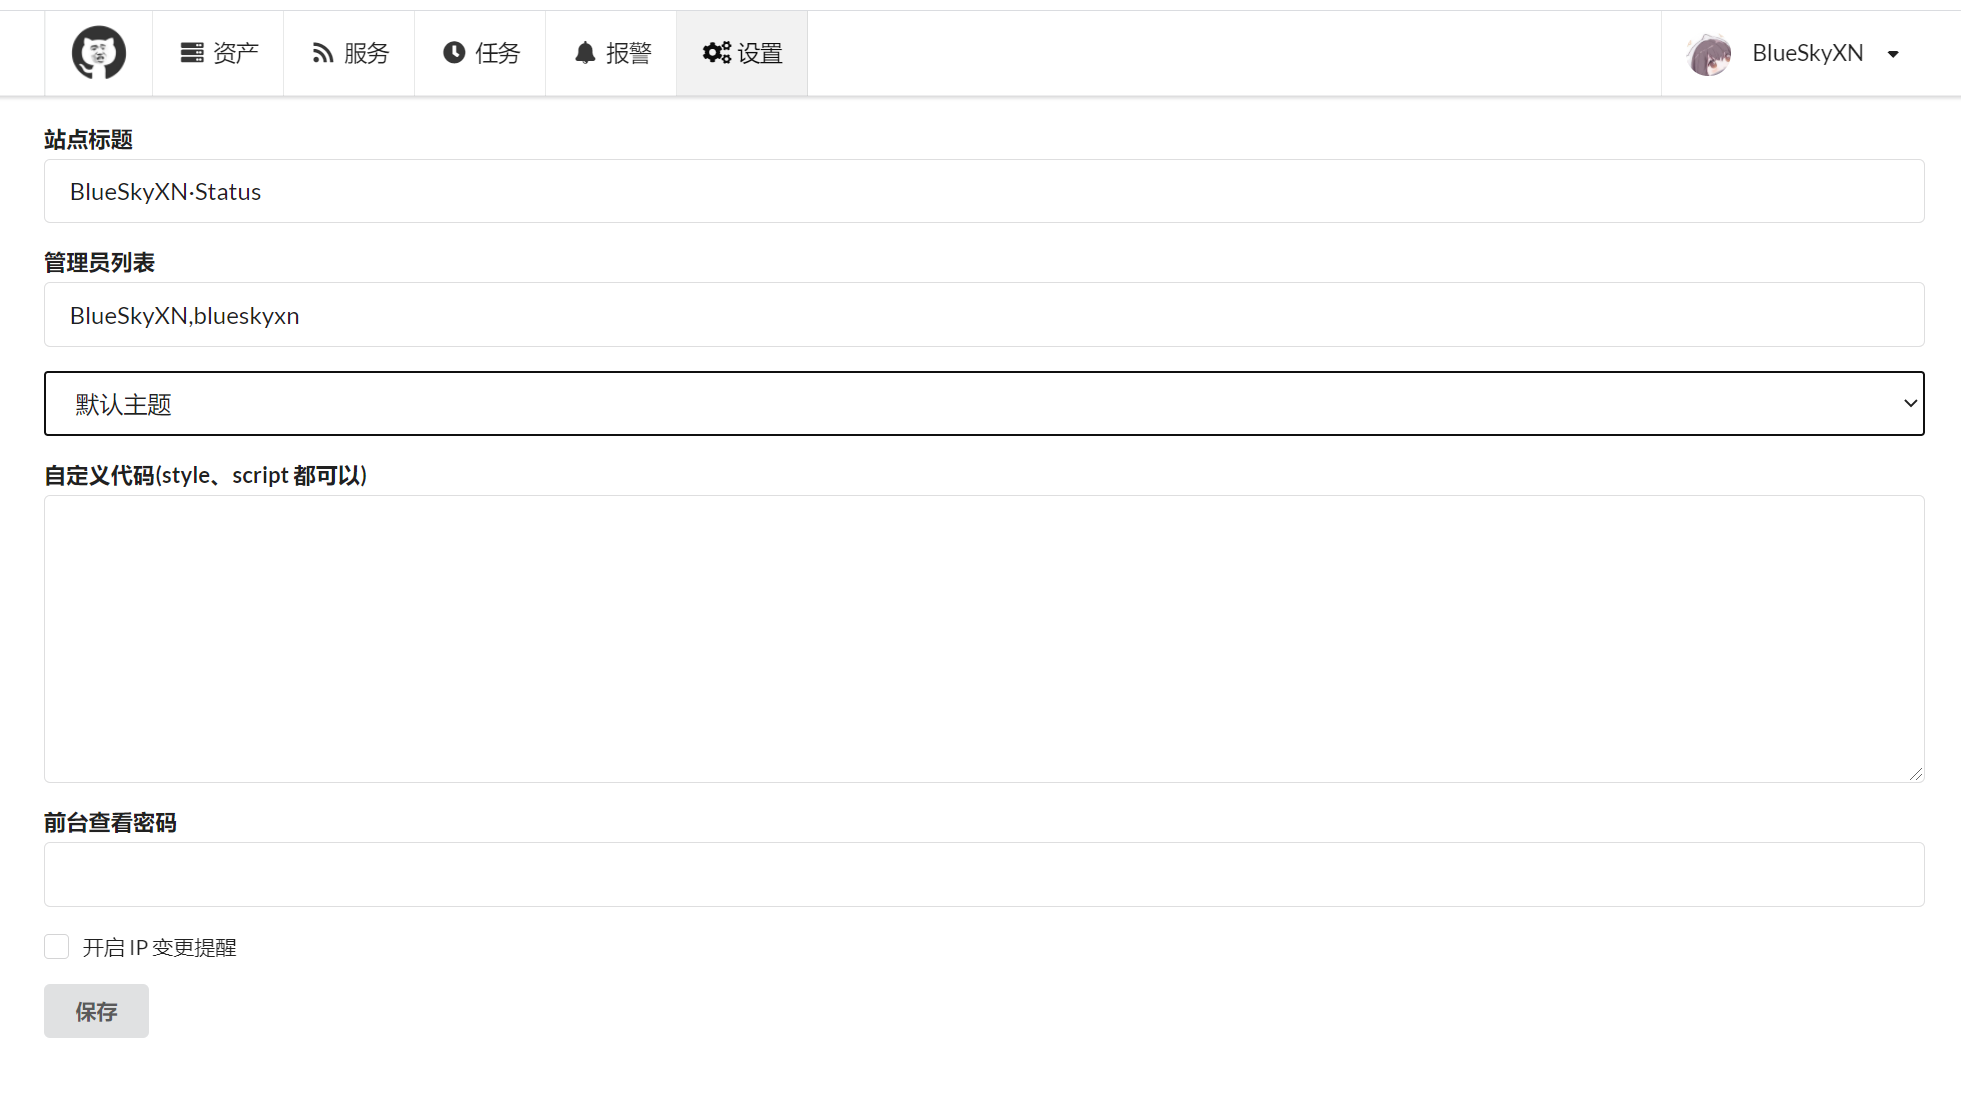 资产 服务 任务 报警 设置 BlueSkyXN
站点标题
BlueSkyXN·Status
管理员列表
BlueSkyXN,blueskyxn
默认主题
自定义代码(style、script 都可以)
前台查看密码
开启 IP 变更提醒
保存